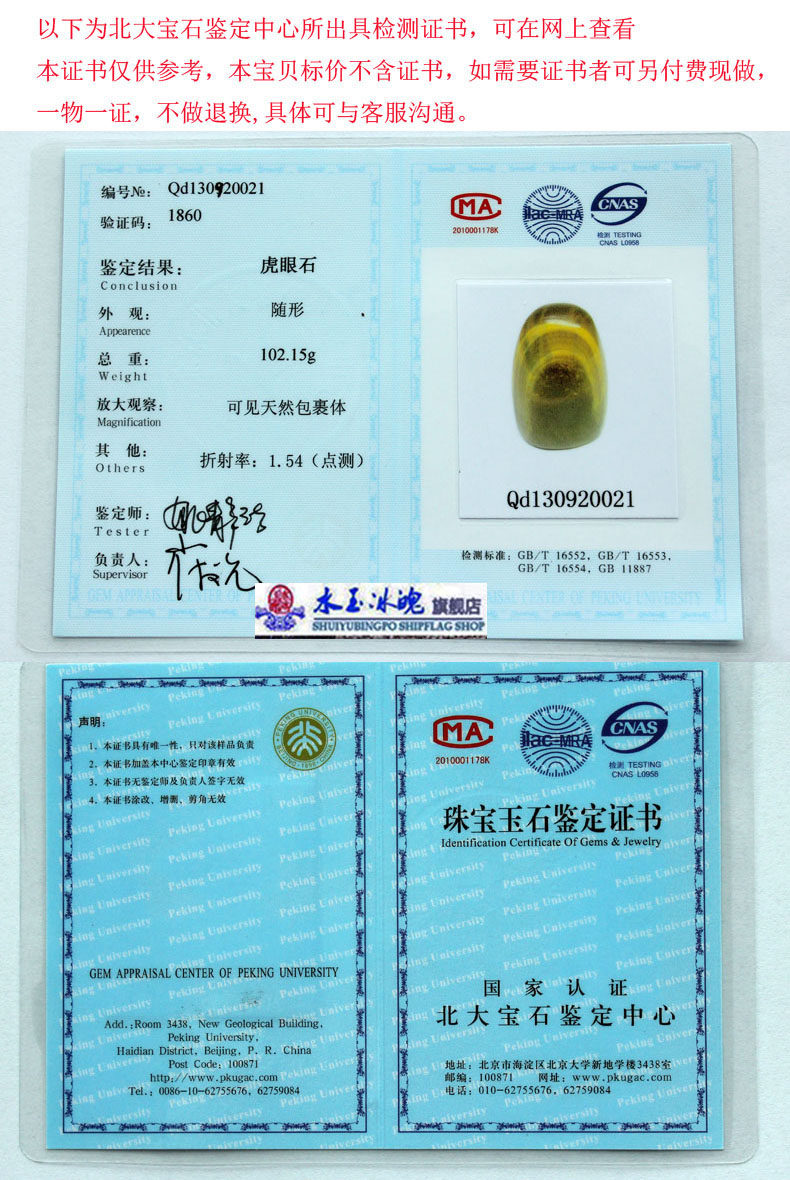 以下为北大宝石鉴定中心所出具检测证书，可在网上查看
本证书仅供参考，本宝贝标价不含证书，如需要证书者可另付费现做，
一物一证，不做退换,具体可与客服沟通。
编号№: Qd130920021
验证码: 1860
鉴定结果: 虎眼石
Conclusion
外 观: 随形
Appearence
总 重: 102.15g
Weight
放大观察: 可见天然包裹体
Magnification
其 他: 折射率: 1.54 (点测)
Others
鉴定师:
Tester
负责人:
Supervisor
GEM APPRAISAL CENTER OF PEKING UNIVERSITY
MA
2010001178K
ilac-MRA
CNAS
检测 TESTING
CNAS L0958
Qd130920021
检测标准: GB/T 16552, GB/T 16553,
GB/T 16554, GB 11887
水玉冰魄 旗舰店
SHUIYUBINGPO SHIPFLAG SHOP
声明:
1、本证书具有唯一性，只对该样品负责
2、本证书加盖本中心鉴定印章有效
3、本证书无鉴定师及负责人签字无效
4、本证书涂改、增删、剪角无效
PEKING UNIVERSITY
1898
GEM APPRAISAL CENTER OF PEKING UNIVERSITY
Add.:Room 3438, New Geological Building,
Peking University,
Haidian District, Beijing, P. R. China
Post Code: 100871
http://www.pkugac.com
Tel.: 0086-10-62755676, 62759084
MA
2010001178K
ilac-MRA
CNAS
检测 TESTING
CNAS L0958
珠宝玉石鉴定证书
Identification Certificate Of Gems & Jewelry
国家认证
北大宝石鉴定中心
地址: 北京市海淀区北京大学新地学楼3438室
邮编: 100871 网址: www.pkugac.com
电话: 010-62755676, 62759084
Peking University